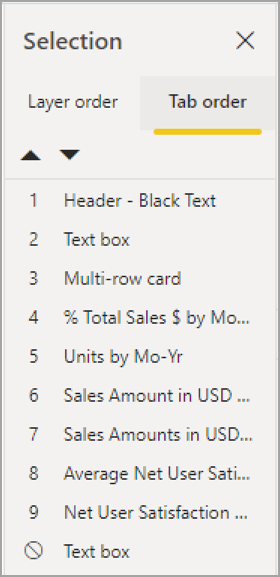 Selection
Layer order Tab order
1 Header - Black Text
2 Text box
3 Multi-row card
4 % Total Sales $ by Mo...
5 Units by Mo-Yr
6 Sales Amount in USD ...
7 Sales Amounts in USD...
8 Average Net User Sati...
9 Net User Satisfaction ...
Text box